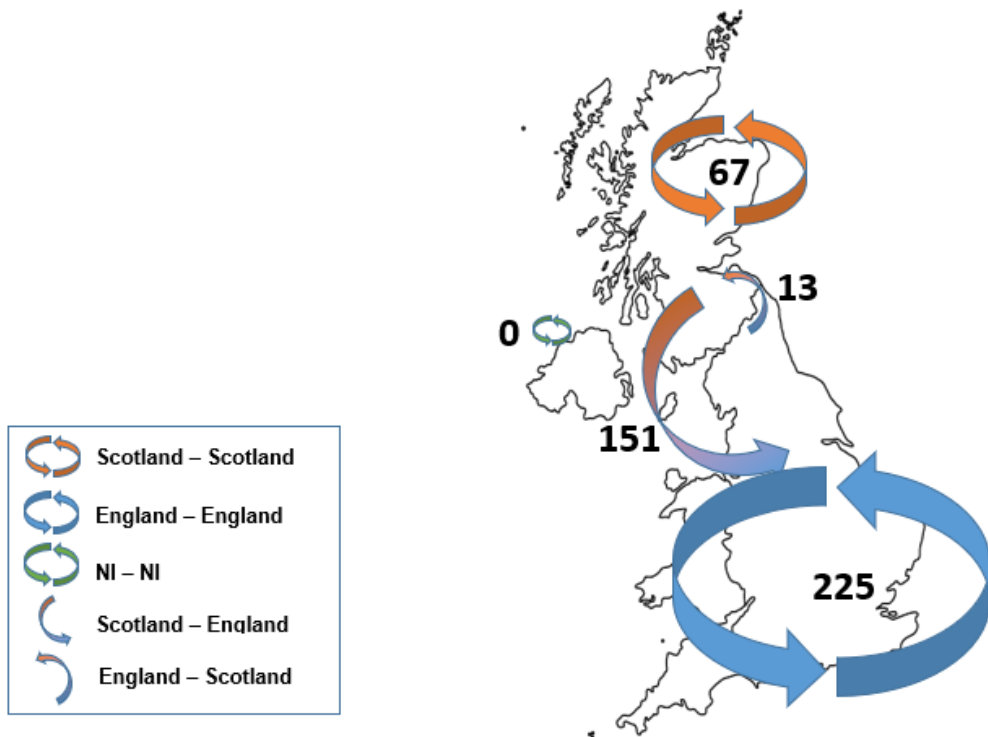 67
13
0
151
225
Scotland – Scotland
England – England
NI – NI
Scotland – England
England – Scotland